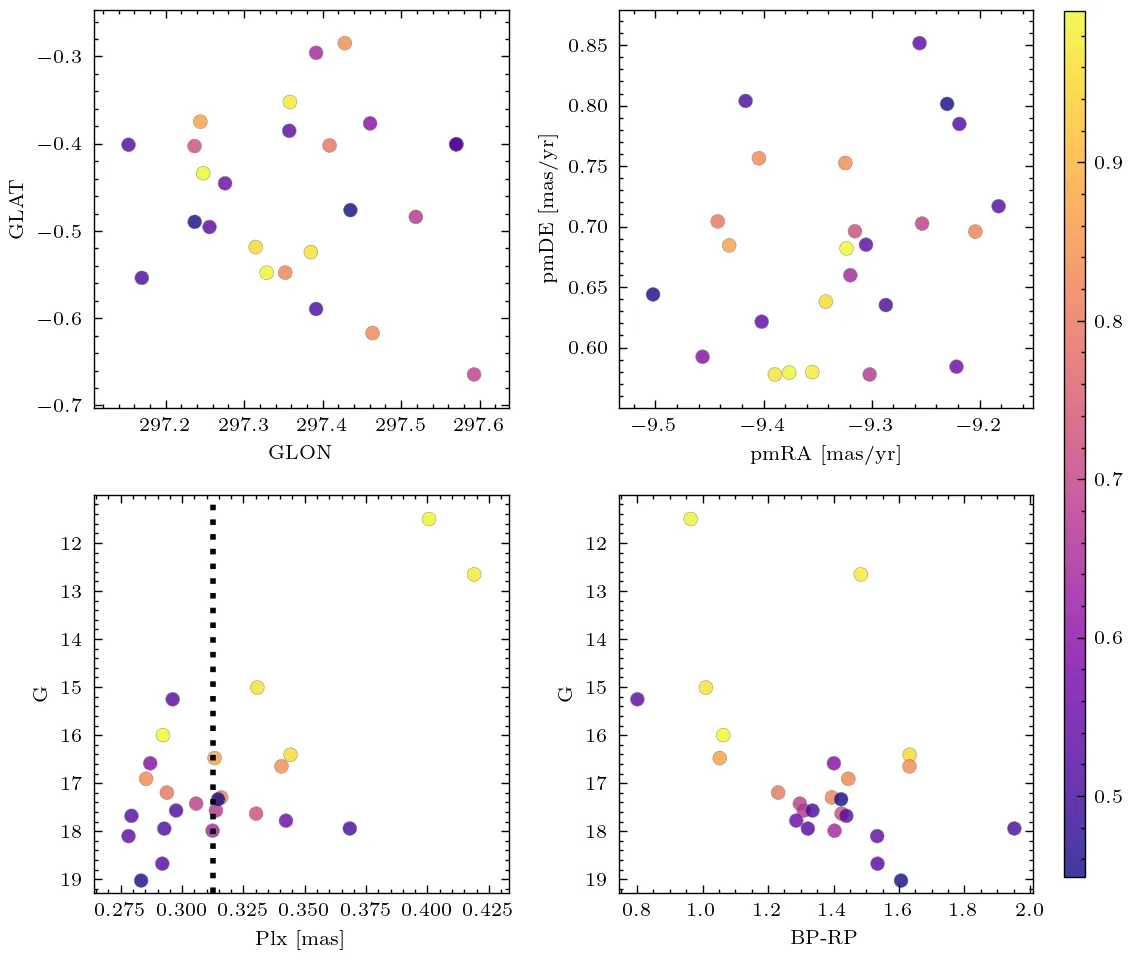 −0.3
−0.4
−0.5
−0.6
−0.7
GLAT
297.2 297.3 297.4 297.5 297.6
GLON
0.85
0.80
0.75
0.70
0.65
0.60
pmDE [mas/yr]
−9.5 −9.4 −9.3 −9.2
pmRA [mas/yr]
12
13
14
15
16
17
18
19
G
0.275 0.300 0.325 0.350 0.375 0.400 0.425
Plx [mas]
12
13
14
15
16
17
18
19
G
0.8 1.0 1.2 1.4 1.6 1.8 2.0
BP-RP
0.9
0.8
0.7
0.6
0.5